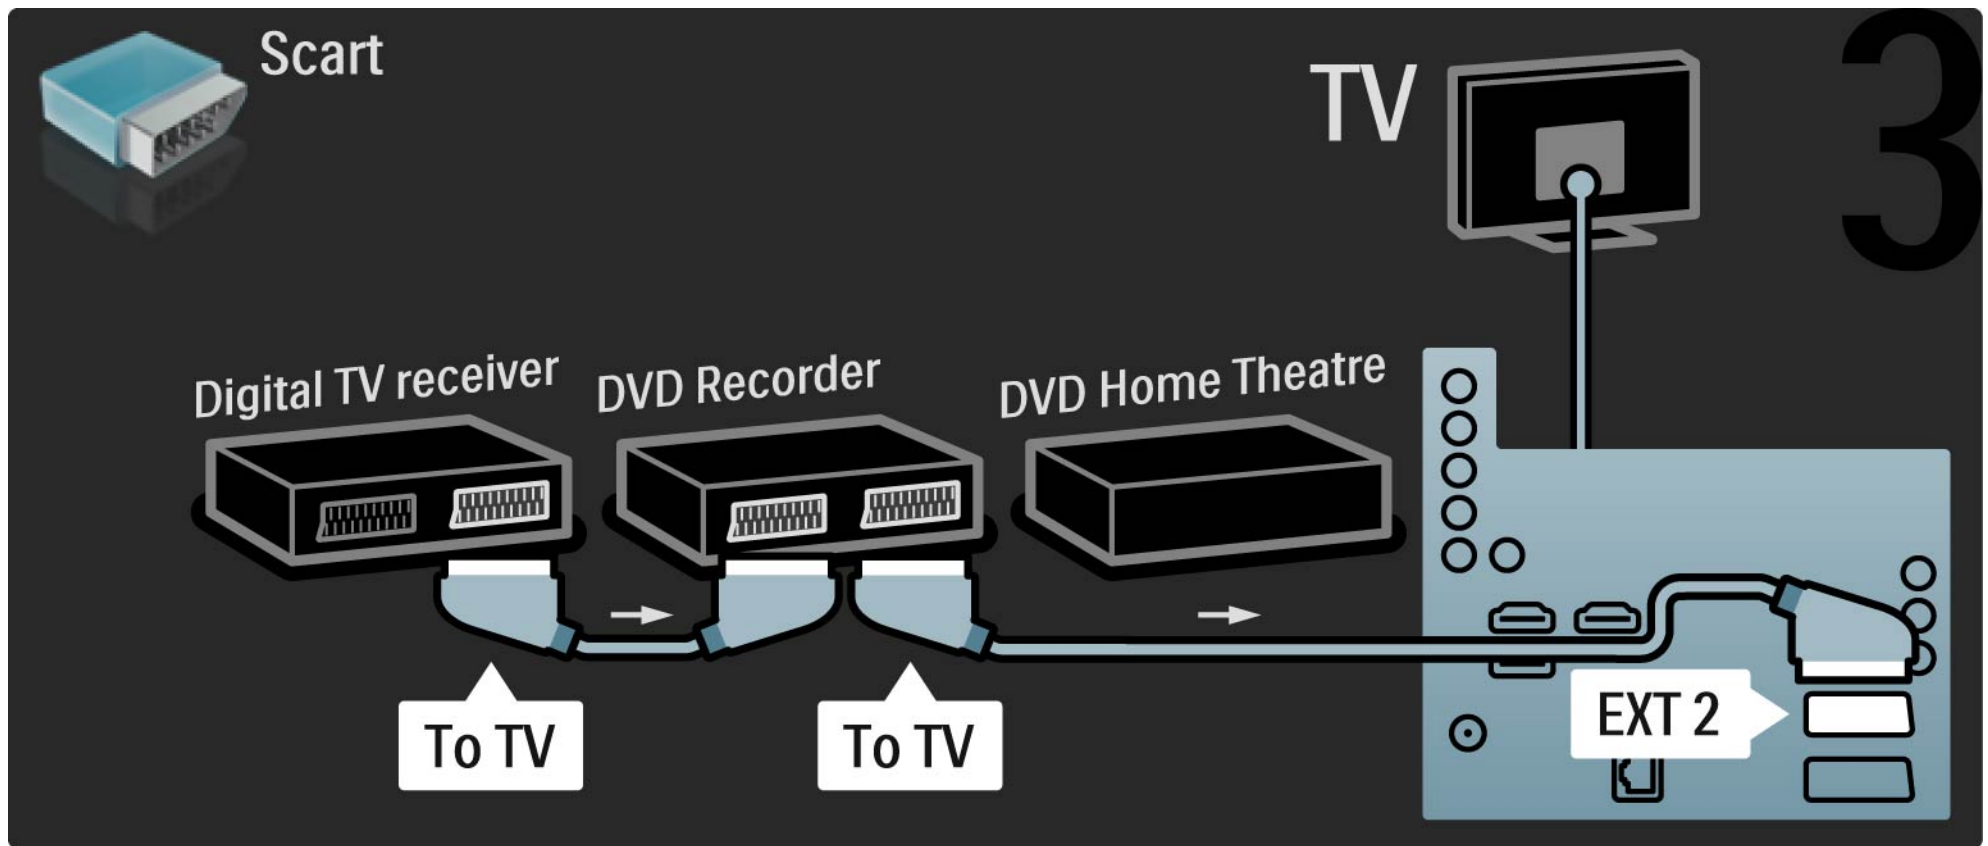 Scart
TV
3
Digital TV receiver
DVD Recorder
DVD Home Theatre
To TV
To TV
EXT 2